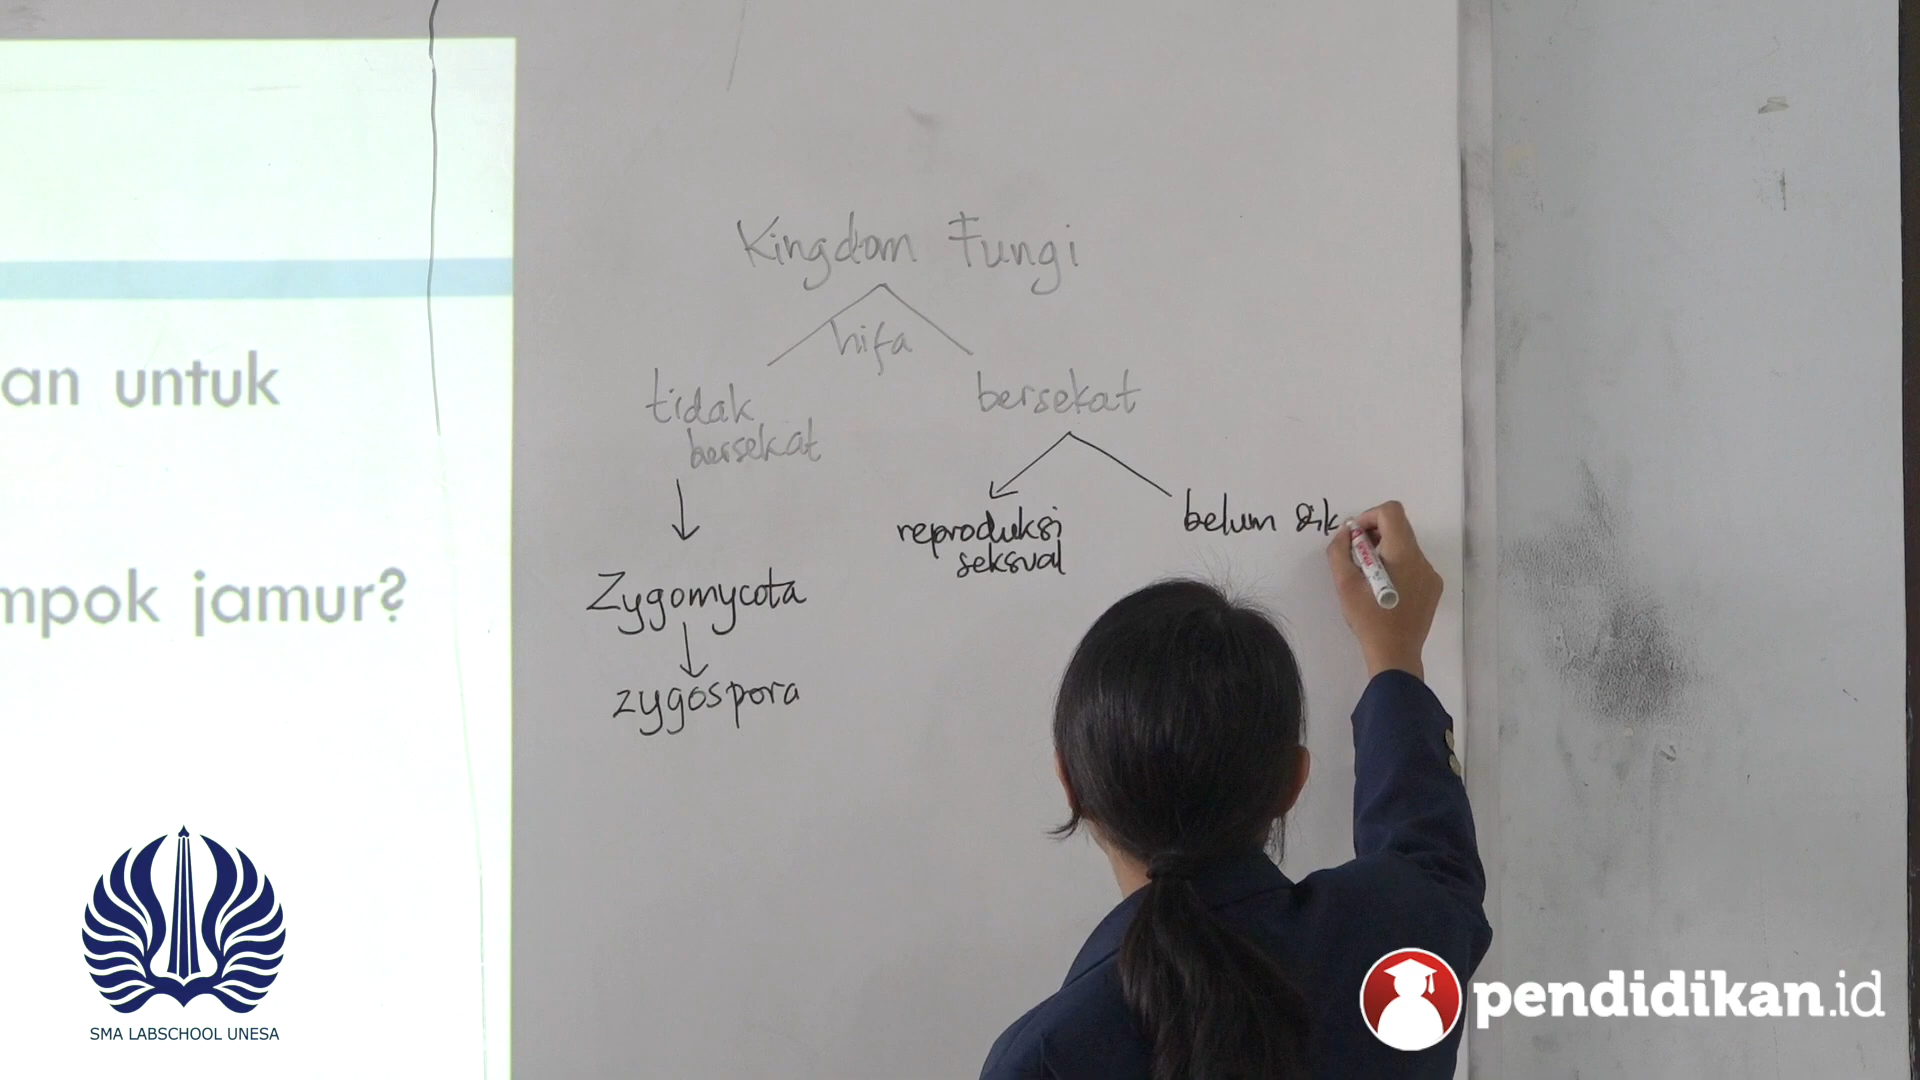 an untuk
mpok jamur?
Kingdom Fungi
hifa
tidak
bersekat
bersekat
Zygomycota
zygospora
reproduksi
seksual
belum dik
SMA LABSCHOOL UNESA
pendidikan.id